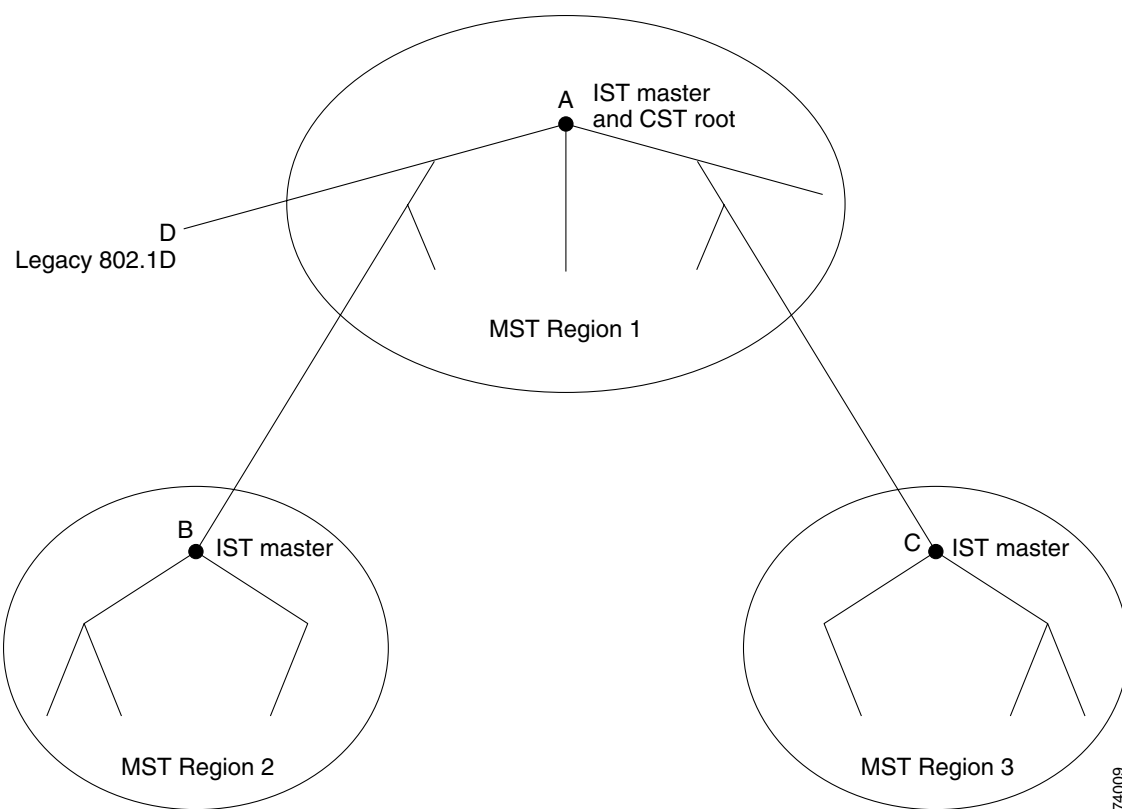 A
IST master
and CST root
D
Legacy 802.1D
MST Region 1
B
IST master
C
IST master
MST Region 2
MST Region 3
74009